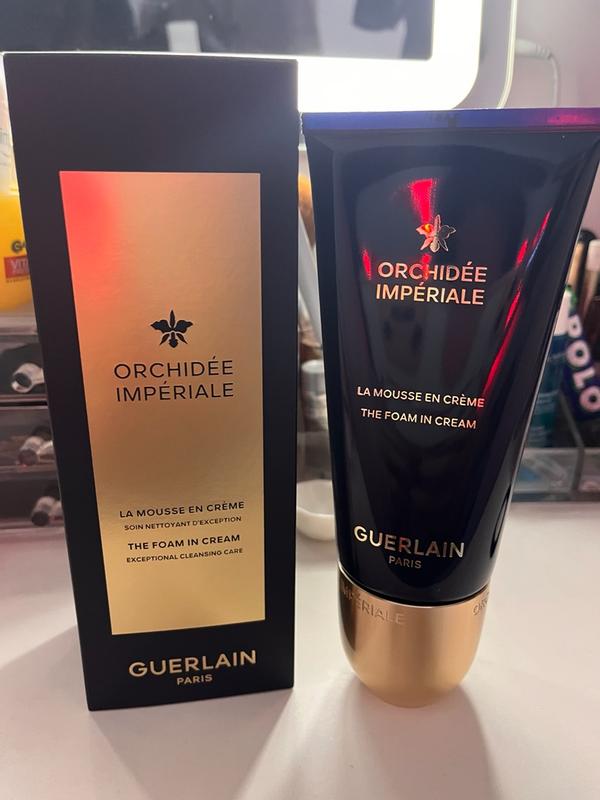 ORCHIDÉE
IMPÉRIALE
LA MOUSSE EN CRÈME
SOIN NETTOYANT D'EXCEPTION
THE FOAM IN CREAM
EXCEPTIONAL CLEANSING CARE
GUERLAIN
PARIS
ORCHIDÉE
IMPÉRIALE
LA MOUSSE EN CRÈME
THE FOAM IN CREAM
GUERLAIN
PARIS
IMPÉRIALE
POLO